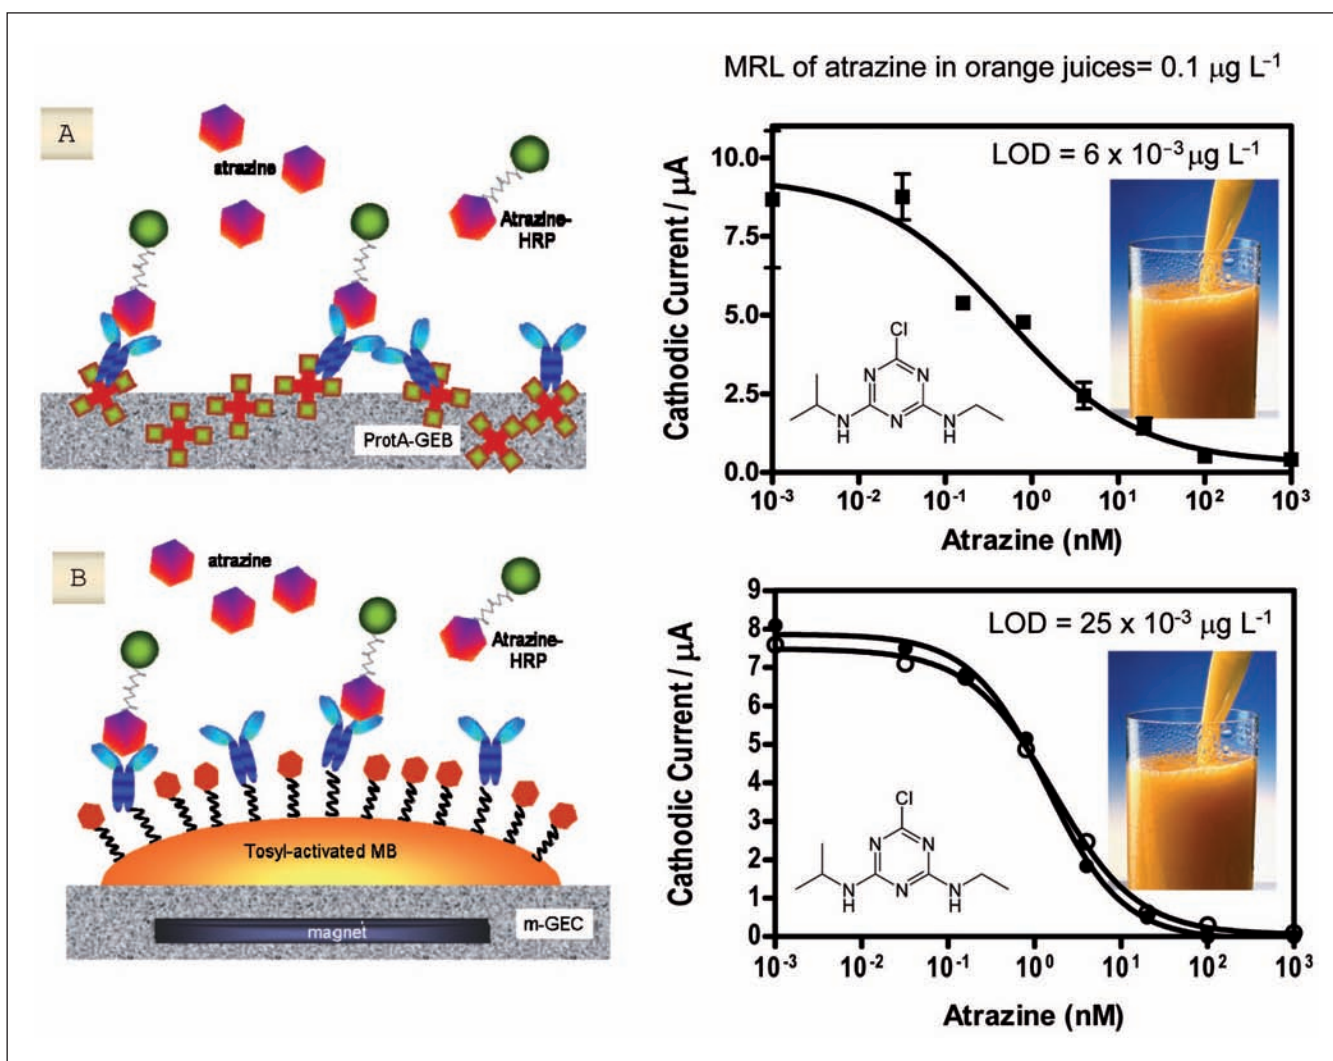 MRL of atrazine in orange juices= 0.1 µg L⁻¹
A
atrazine
Atrazine-
HRP
ProtA-GEB
LOD = 6 x 10⁻³ µg L⁻¹
Cathodic Current / µA
10.0
7.5
5.0
2.5
0.0
Cl
N N
N
N N
H H
10⁻³ 10⁻² 10⁻¹ 10⁰ 10¹ 10² 10³
Atrazine (nM)
B
atrazine
Atrazine-
HRP
Tosyl-activated MB
m-GEC
magnet
LOD = 25 x 10⁻³ µg L⁻¹
Cathodic Current / µA
9
8
7
6
5
4
3
2
1
0
Cl
N N
N
N N
H H
10⁻³ 10⁻² 10⁻¹ 10⁰ 10¹ 10² 10³
Atrazine (nM)